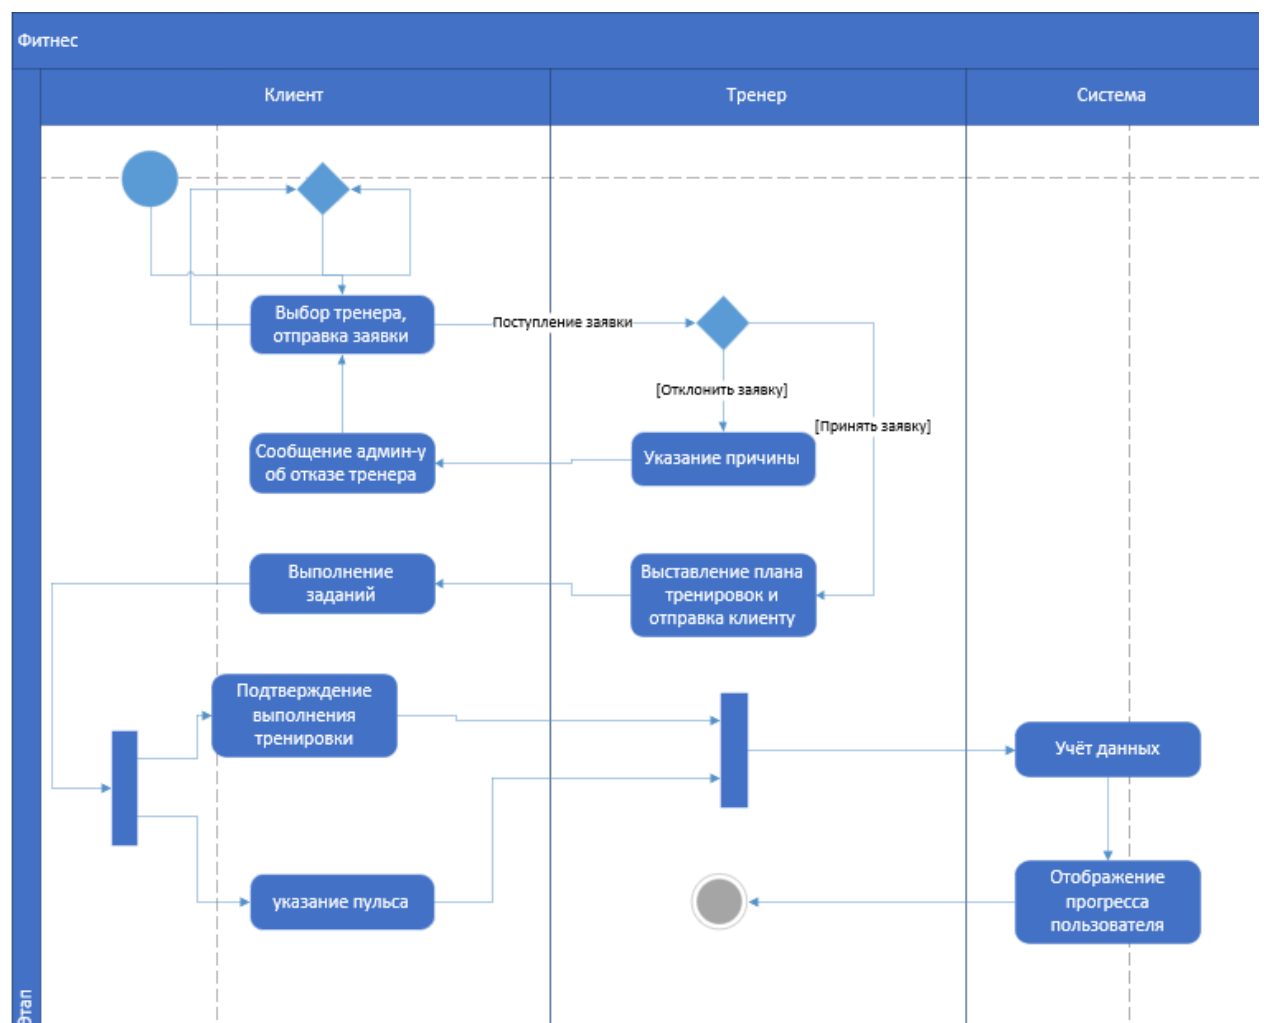 Фитнес
Клиент
Тренер
Система
Выбор тренера,
отправка заявки
Поступление заявки
[Отклонить заявку]
[Принять заявку]
Сообщение админ-у
об отказе тренера
Указание причины
Выполнение
заданий
Выставление плана
тренировок и
отправка клиенту
Подтверждение
выполнения
тренировки
Учёт данных
указание пульса
Отображение
прогресса
пользователя
Этап